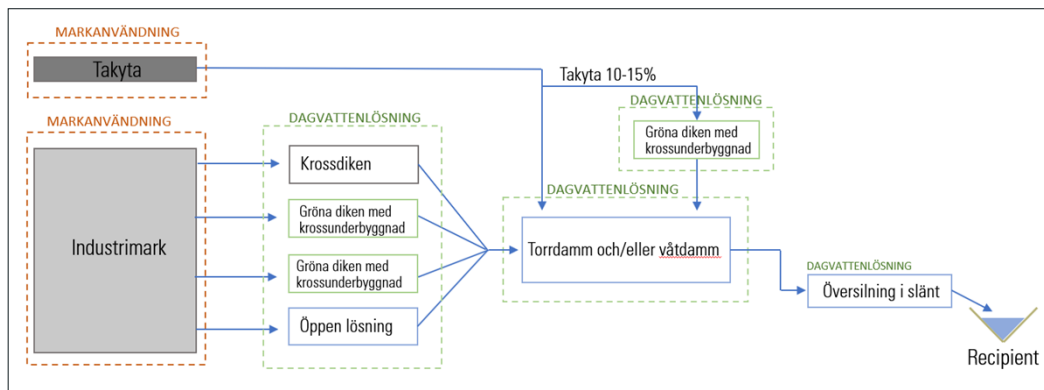 MARKANVÄNDNING
Takyta
Takyta 10-15%
DAGVATTENLÖSNING
Gröna diken med
krossunderbyggnad
MARKANVÄNDNING
Industrimark
DAGVATTENLÖSNING
Krossdiken
Gröna diken med
krossunderbyggnad
Gröna diken med
krossunderbyggnad
Öppen lösning
DAGVATTENLÖSNING
Torrdamm och/eller våtdamm
DAGVATTENLÖSNING
Översilning i slänt
Recipient